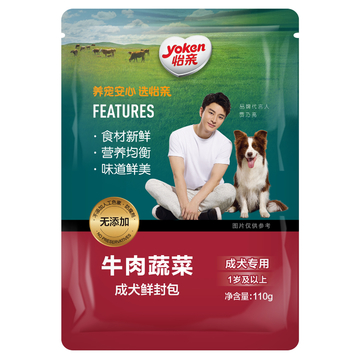 yoken
怡亲
养宠安心 选怡亲
FEATURES
品牌代言人
·食材新鲜
·营养均衡
·味道鲜美
无添加
NO PRESERVATIVES
图片仅供参考
牛肉蔬菜
成犬鲜封包
成犬专用
1岁及以上
净含量:110g